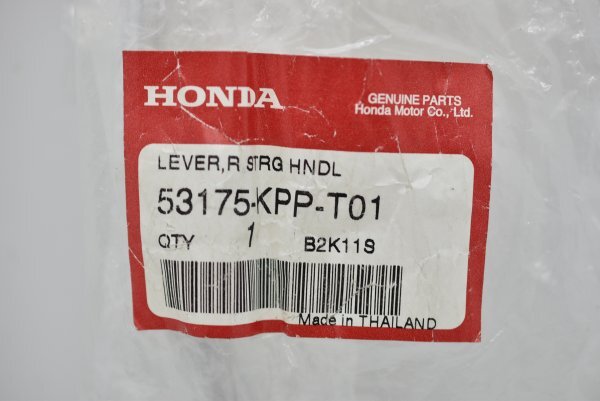 HONDA
GENUINE PARTS
Honda Motor Co., Ltd.
LEVER,R STRG HNDL
53175-KPP-T01
QTY 1 B2K11S
Made in THAILAND